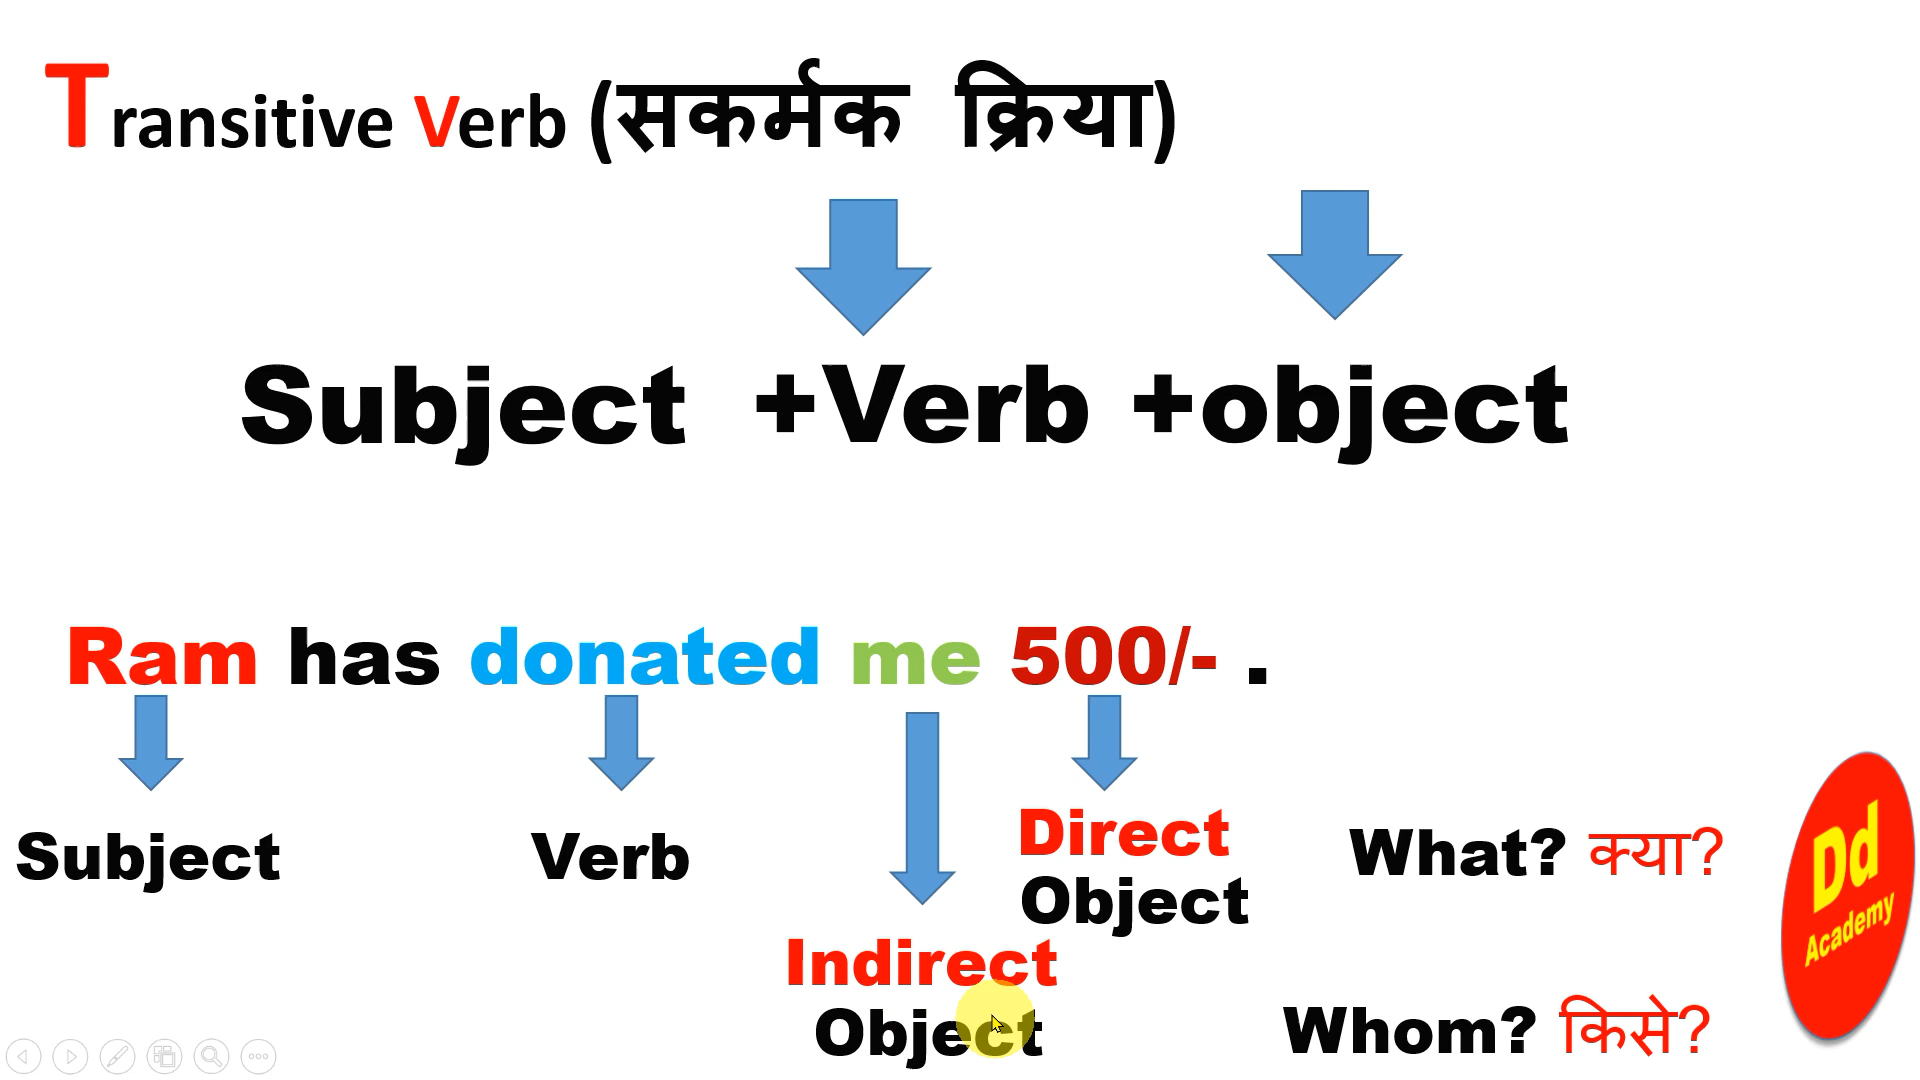 Transitive Verb (सकर्मक क्रिया)
Subject +Verb +object
Ram has donated me 500/- .
Subject
Verb
Direct
Object
What? क्या?
Indirect
Object
Whom? किसे?
Dd
Academy